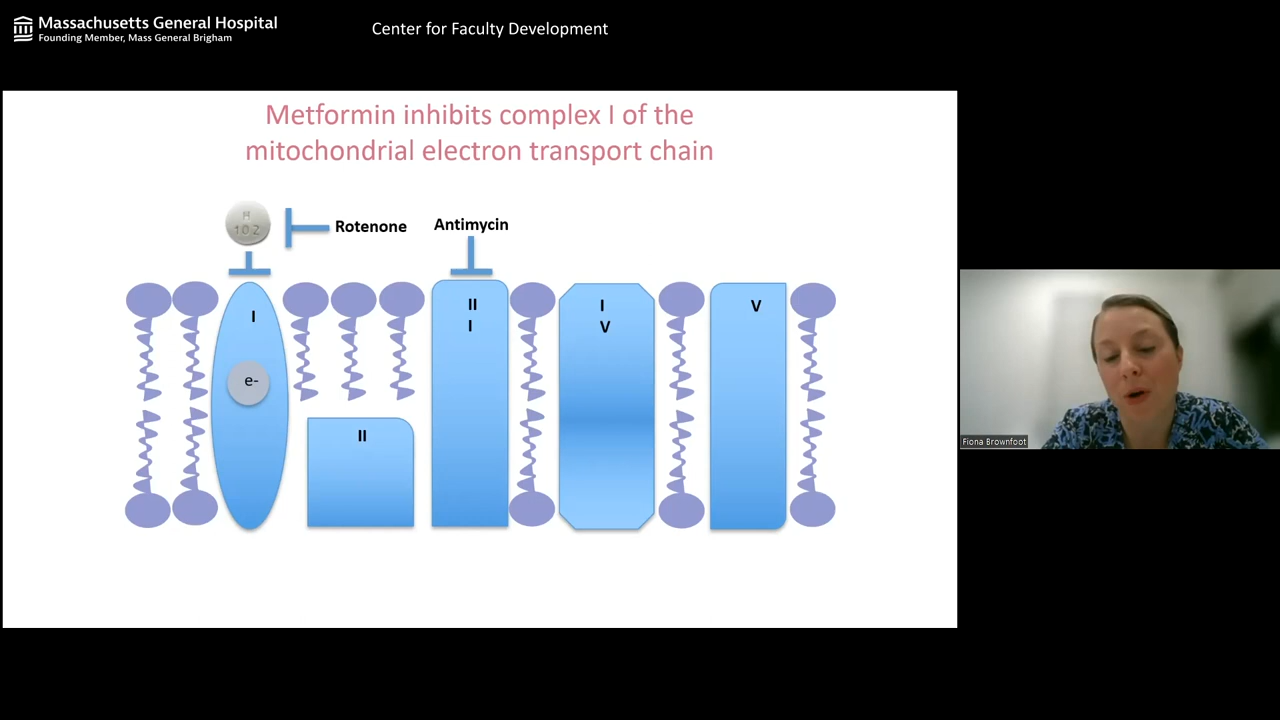 Massachusetts General Hospital
Founding Member, Mass General Brigham
Center for Faculty Development
Metformin inhibits complex I of the
mitochondrial electron transport chain
H
102
Rotenone
Antimycin
I
e-
II
II
I
I
V
V
Fiona Brownfoot